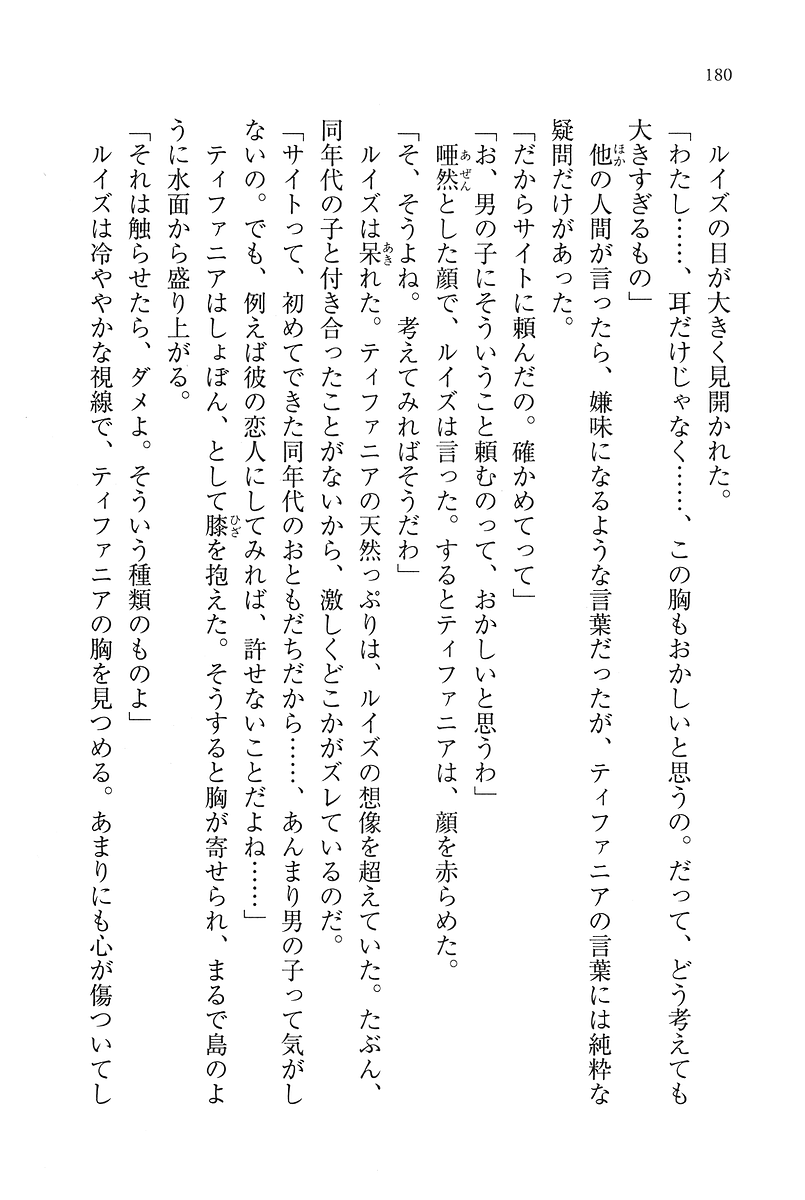 180
ルイズの目が大きく見開かれた。
「わたし……、耳だけじゃなく……、この胸もおかしいと思うの。だって、どう考えても
大きすぎるもの」
他の人間が言ったら、嫌味になるような言葉だったが、ティファニアの言葉には純粋な
疑問だけがあった。
「だからサイトに頼んだの。確かめてって」
「お、男の子にそういうこと頼むのって、おかしいと思うわ」
唖然とした顔で、ルイズは言った。するとティファニアは、顔を赤らめた。
「そ、そうよね。考えてみればそうだわ」
ルイズは呆れた。ティファニアの天然っぷりは、ルイズの想像を超えていた。たぶん、
同年代の子と付き合ったことがないから、激しくどこかがズレているのだ。
「サイトって、初めてできた同年代のおともだちだから……、あんまり男の子って気がし
ないの。でも、例えば彼の恋人にしてみれば、許せないことだよね……」
ティファニアはしょぼん、として膝を抱えた。そうすると胸が寄せられ、まるで島のよ
うに水面から盛り上がる。
「それは触らせたら、ダメよ。そういう種類のものよ」
ルイズは冷ややかな視線で、ティファニアの胸を見つめる。あまりにも心が傷ついてし